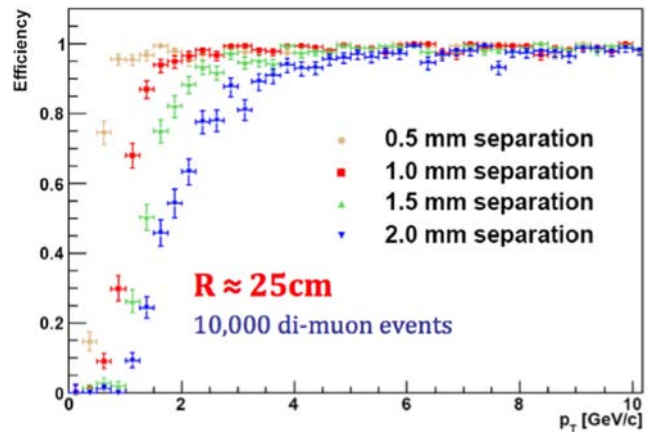 Efficiency
1
0.8
0.6
0.4
0.2
0
0.5 mm separation
1.0 mm separation
1.5 mm separation
2.0 mm separation
R ≈ 25cm
10,000 di-muon events
0 2 4 6 8 10
p_T [GeV/c]